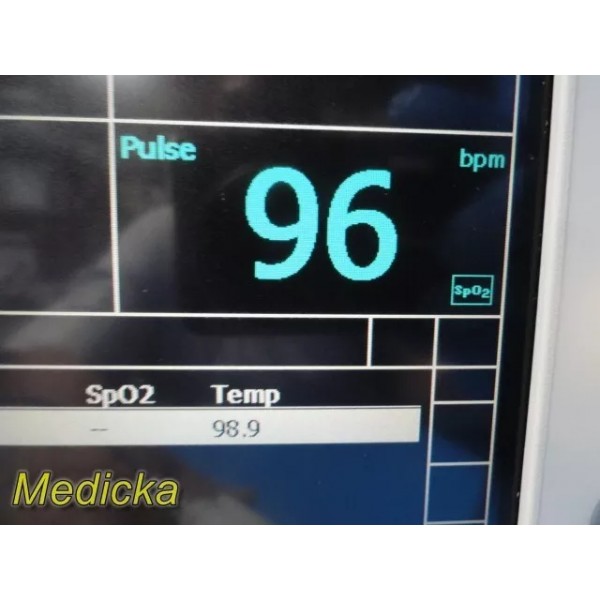 Pulse bpm
96
SpO2
SpO2 Temp
-- 98.9
Medicka